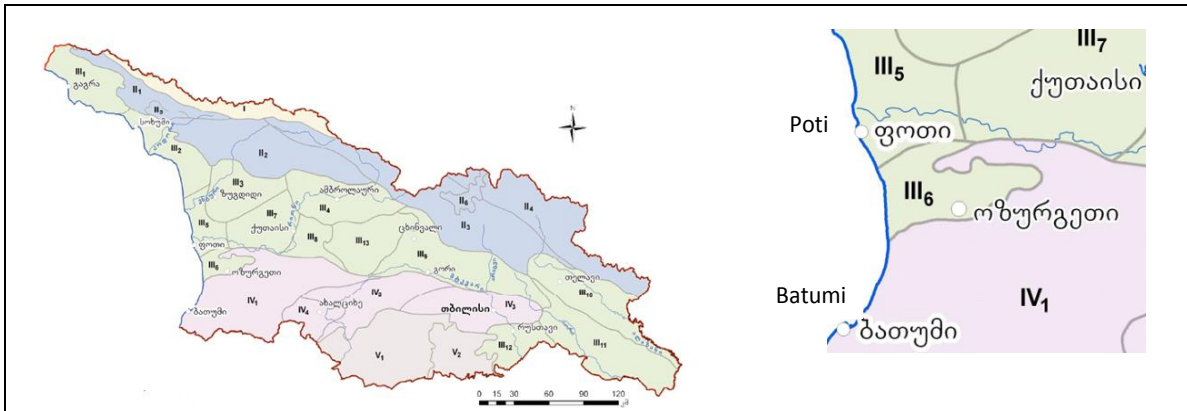 I
III₁
გაგრა
II₁
II₃
სოხუმი
III₂
II₂
III₃
ზუგდიდი
ამბროლაური
III₄
II₅
II₄
II₃
III₅
III₇
ქუთაისი
III₈
III₁₃
ცხინვალი
III₉
გორი
ფოთი
III₆
ოზურგეთი
თელავი
III₁₀
IV₁
IV₂
ახალციხე
IV₄
IV₃
თბილისი
ბათუმი
რუსთავი
V₁
V₂
III₁₂
III₁₁
N
0 15 30 60 90 120
კმ
III₇
III₅
ქუთაისი
Poti
ფოთი
III₆
ოზურგეთი
Batumi
IV₁
ბათუმი